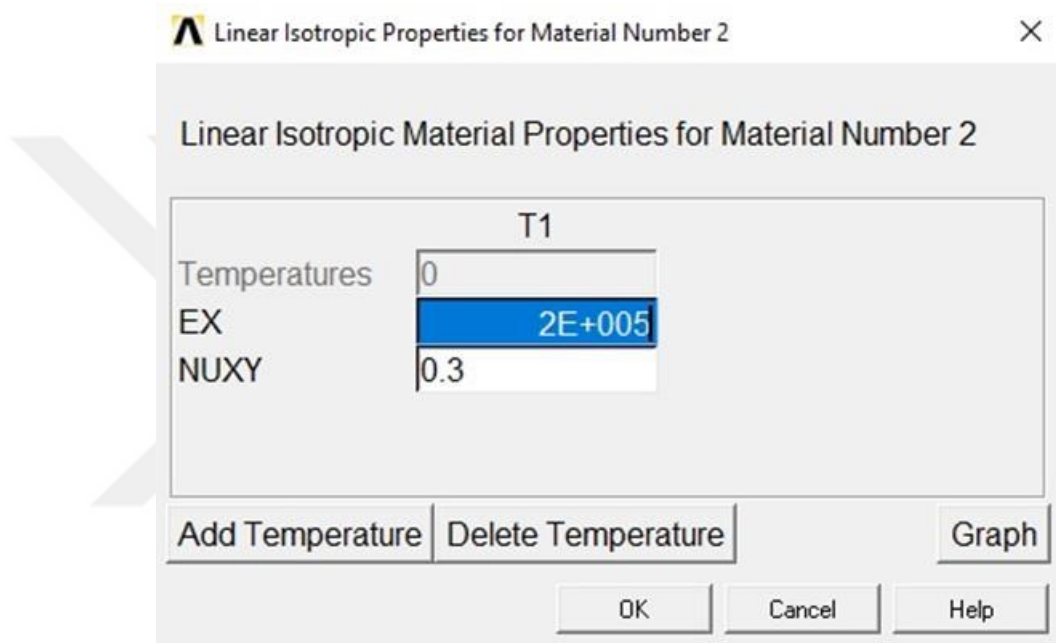 Linear Isotropic Properties for Material Number 2
Linear Isotropic Material Properties for Material Number 2
T1
Temperatures 0
EX 2E+005
NUXY 0.3
Add Temperature Delete Temperature Graph
OK Cancel Help